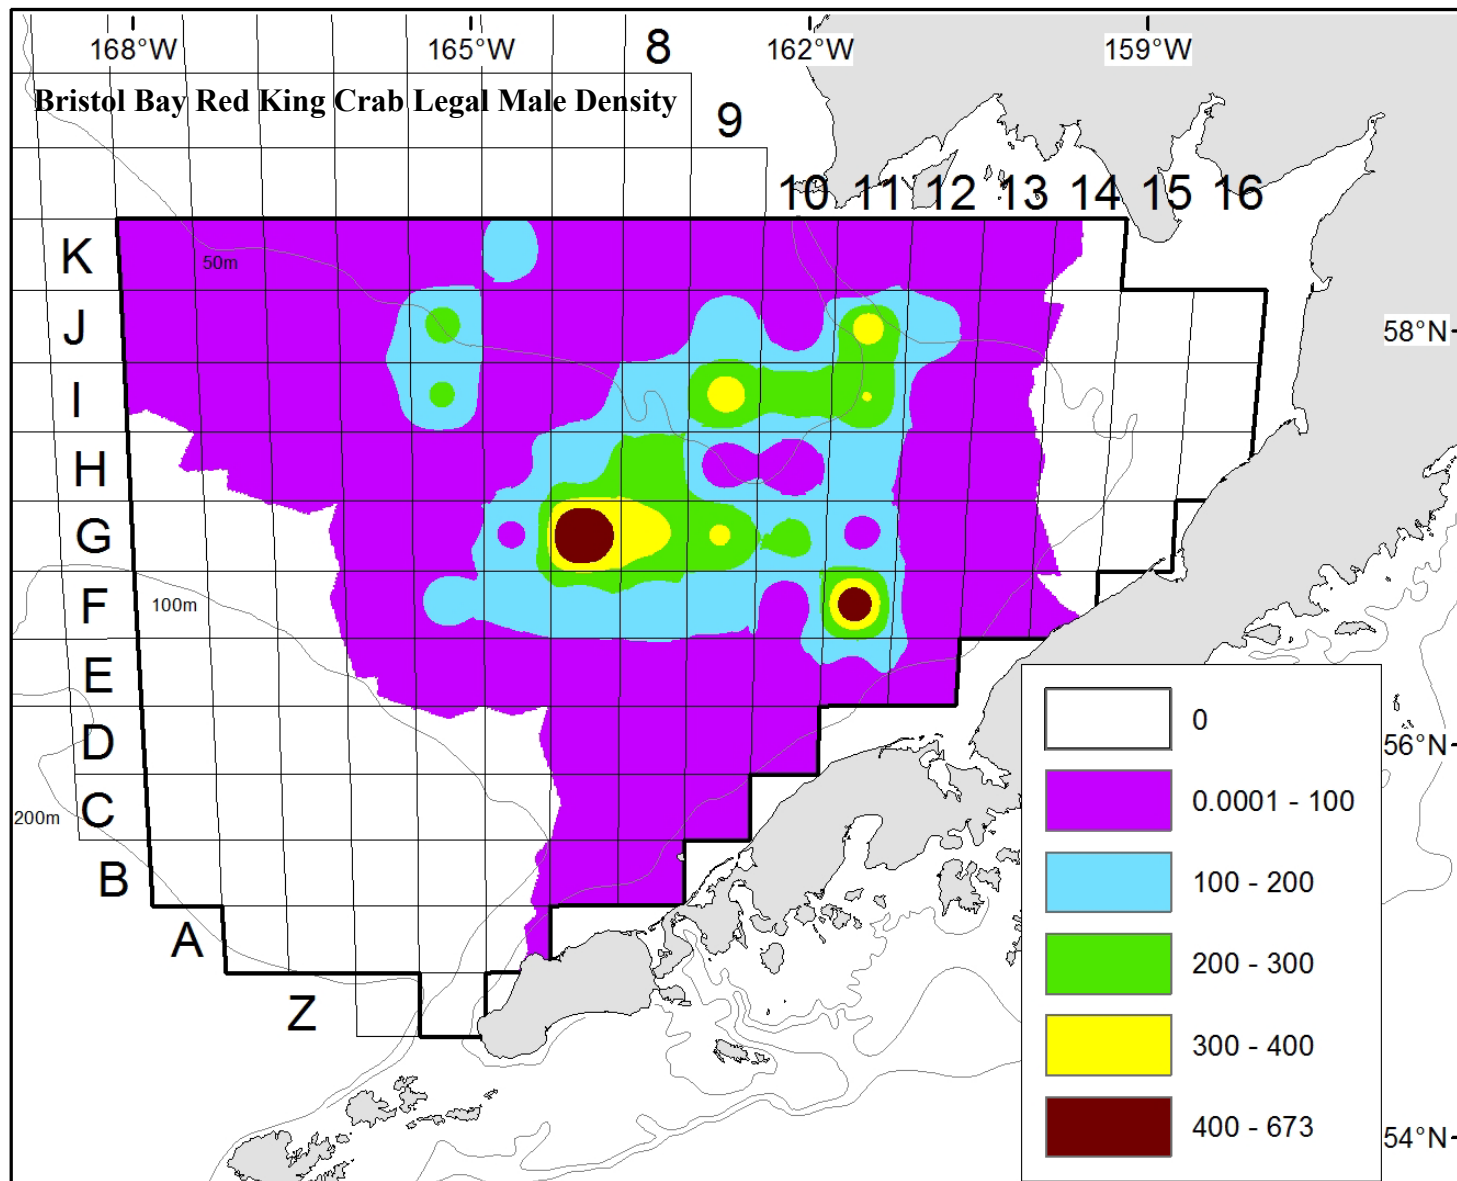 168°W 165°W 8 162°W 159°W
Bristol Bay Red King Crab Legal Male Density
9
10 11 12 13 14 15 16
K
50m
J
58°N
I
H
G
F
100m
E
D
56°N
C
200m
B
A
Z
0
0.0001 - 100
100 - 200
200 - 300
300 - 400
400 - 673
54°N